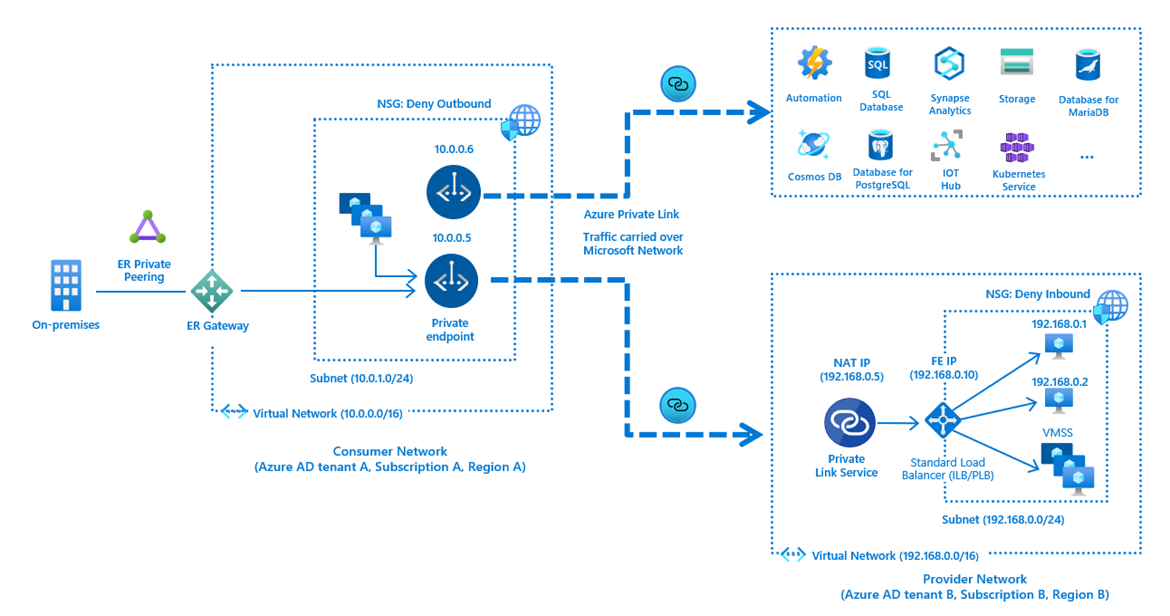 NSG: Deny Outbound
10.0.0.6
10.0.0.5
Private
endpoint
ER Private
Peering
On-premises
ER Gateway
Subnet (10.0.1.0/24)
Virtual Network (10.0.0.0/16)
Consumer Network
(Azure AD tenant A, Subscription A, Region A)
Azure Private Link
Traffic carried over
Microsoft Network
Automation
SQL
SQL
Database
Synapse
Analytics
Storage
Database for
MariaDB
Cosmos DB
Database for
PostgreSQL
IOT
Hub
Kubernetes
Service
...
NSG: Deny Inbound
192.168.0.1
NAT IP
(192.168.0.5)
FE IP
(192.168.0.10)
192.168.0.2
VMSS
Private
Link Service
Standard Load
Balancer (ILB/PLB)
Subnet (192.168.0.0/24)
Virtual Network (192.168.0.0/16)
Provider Network
(Azure AD tenant B, Subscription B, Region B)